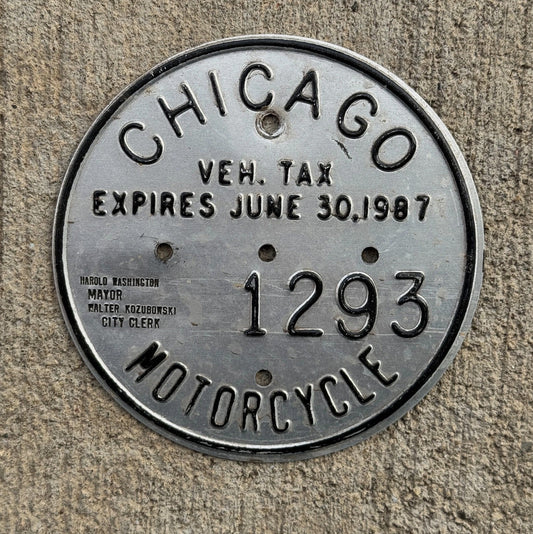 CHICAGO
VEH. TAX
EXPIRES JUNE 30,1987
HAROLD WASHINGTON
MAYOR
WALTER KOZUBOWSKI
CITY CLERK
1293
MOTORCYCLE